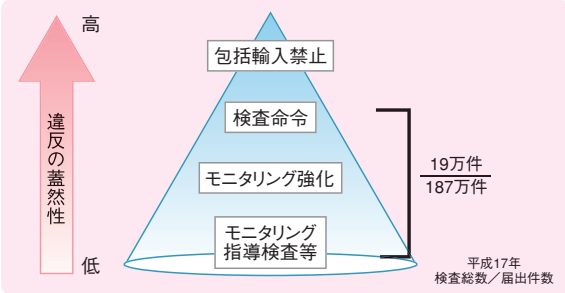 高
違反の蓋然性
低
包括輸入禁止
検査命令
モニタリング強化
モニタリング
指導検査等
19万件
187万件
平成17年
検査総数／届出件数